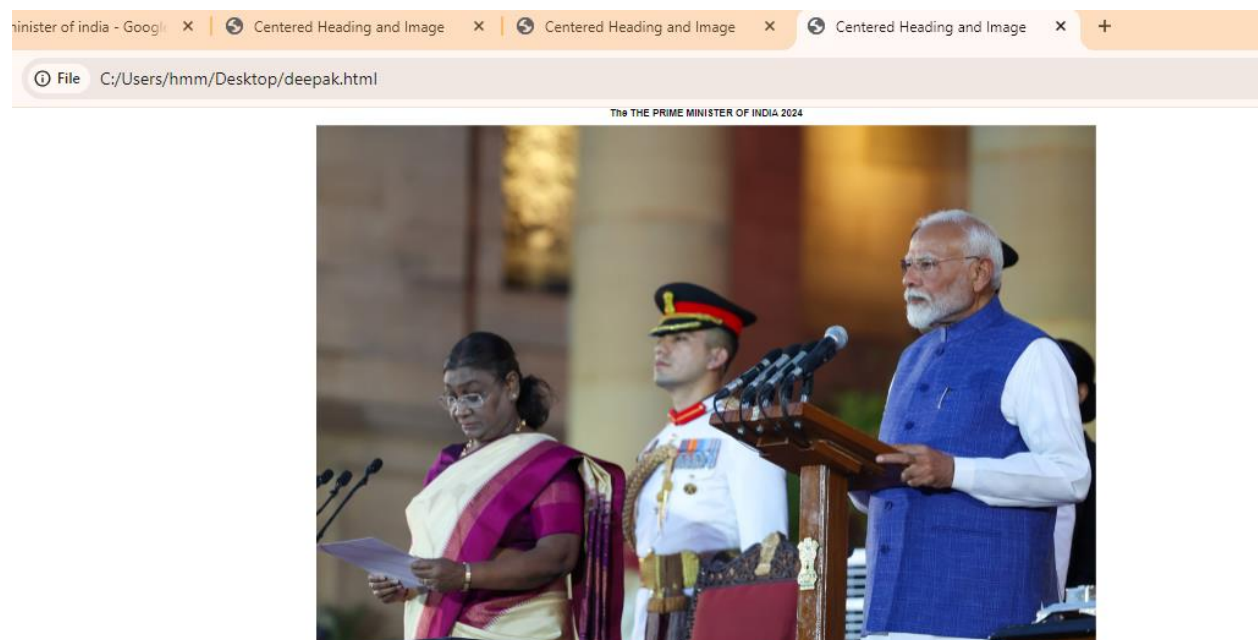 inister of india - Googl
Centered Heading and Image
Centered Heading and Image
Centered Heading and Image
File C:/Users/hmm/Desktop/deepak.html
The THE PRIME MINISTER OF INDIA 2024